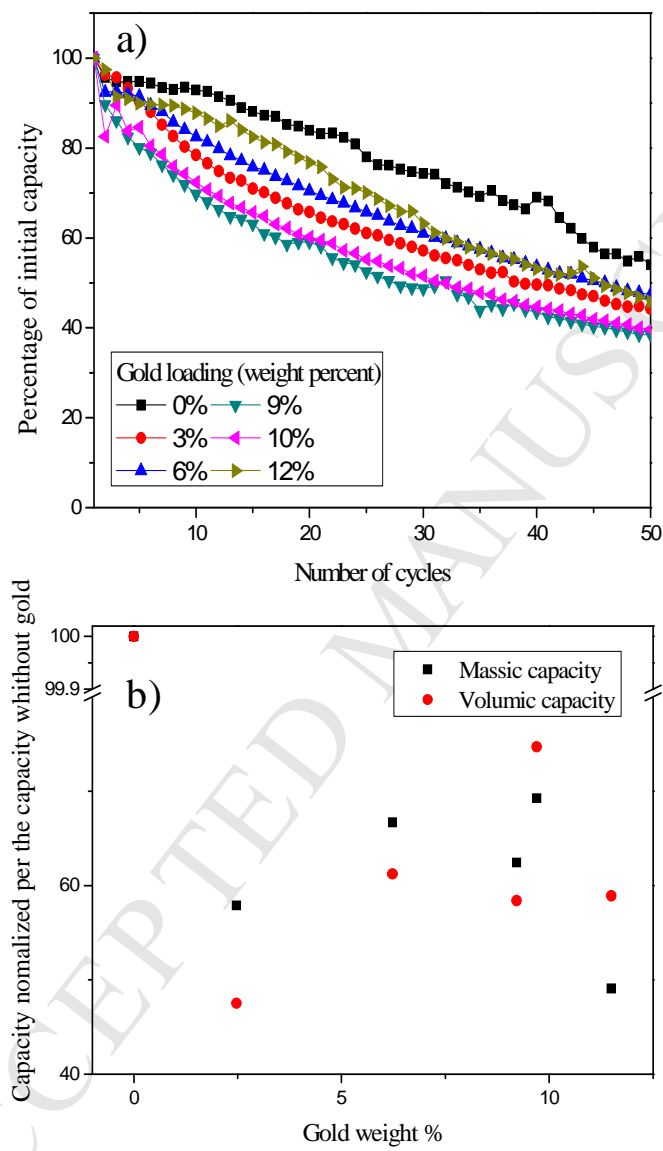 a)
100
80
60
40
20
0
Percentage of initial capacity
Gold loading (weight percent)
0% 9%
3% 10%
6% 12%
10 20 30 40 50
Number of cycles
b)
100
99.9
60
40
Capacity nomalized per the capacity whithout gold
Massic capacity
Volumic capacity
0 5 10
Gold weight %
CCEPTED MANUS